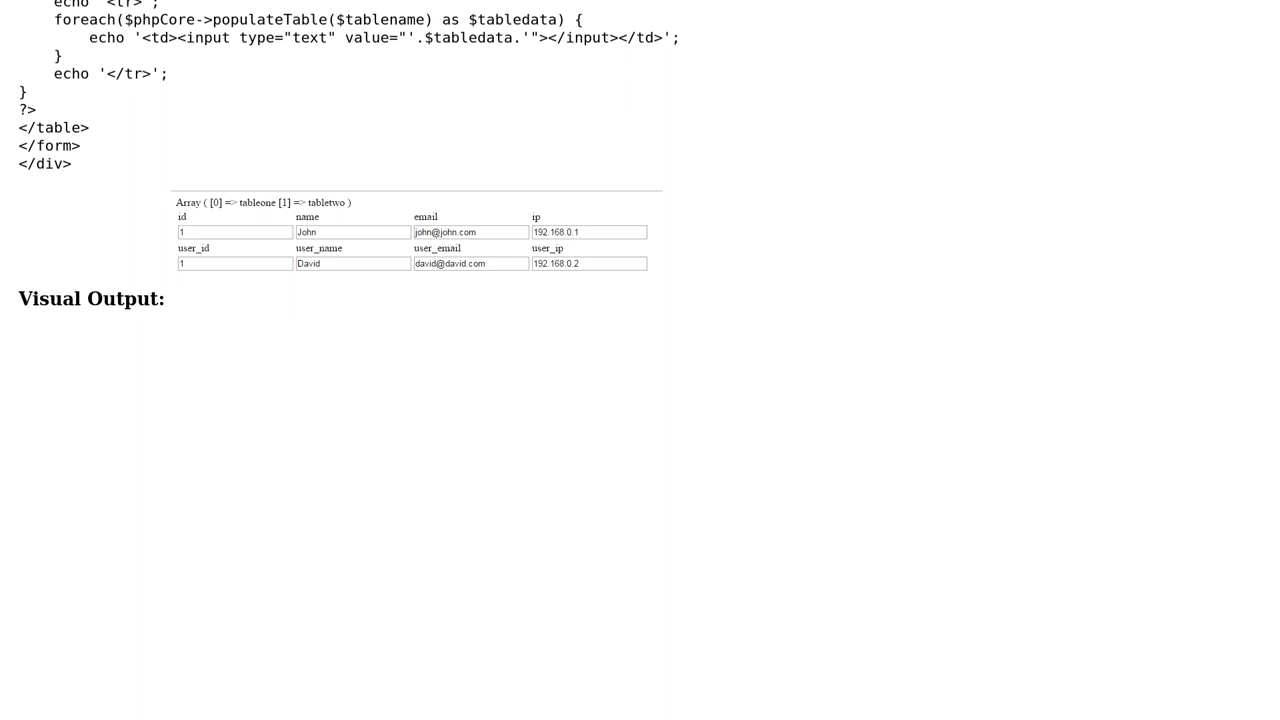 echo '<tr>';
foreach($phpCore->populateTable($tablename) as $tabledata) {
echo '<td><input type="text" value="'.$tabledata.'"></input></td>';
}
echo '</tr>';
}
?>
</table>
</form>
</div>
Array ( [0] => tableone [1] => tabletwo )
id name email ip
1 John john@john.com 192.168.0.1
user_id user_name user_email user_ip
1 David david@david.com 192.168.0.2
Visual Output: